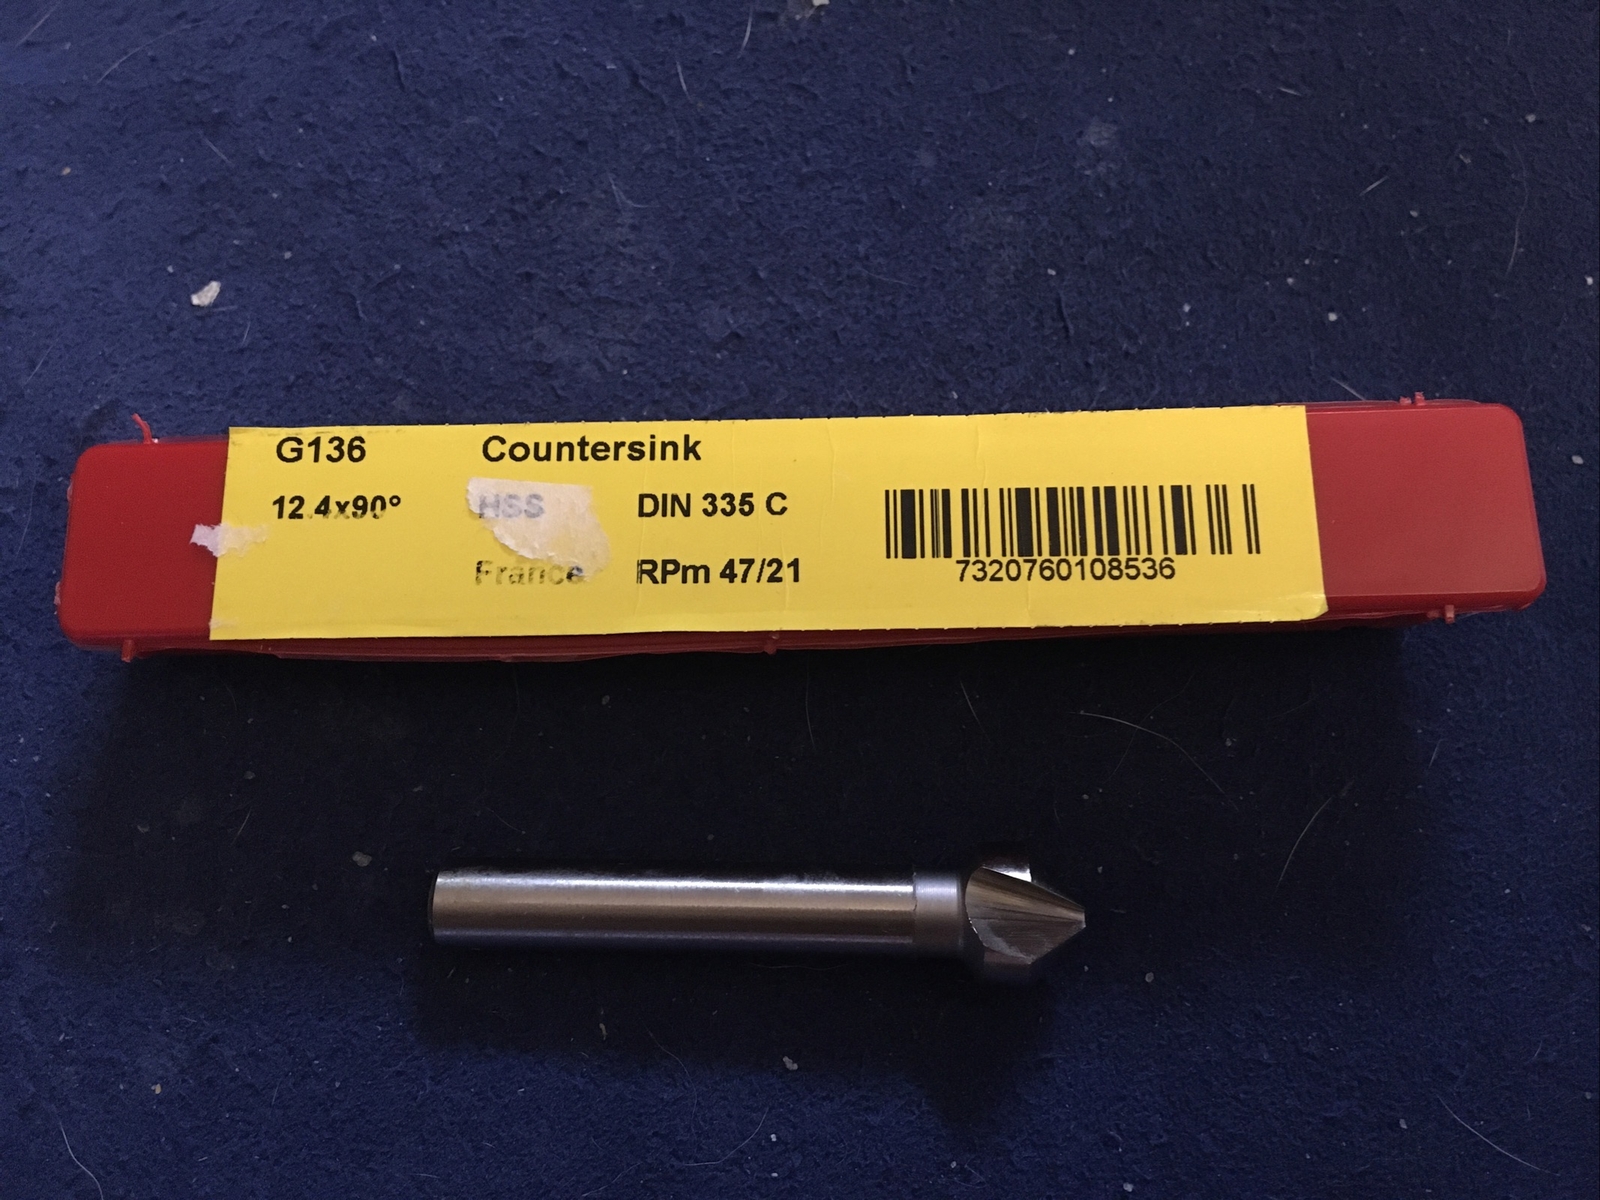 G136 Countersink
12.4x90° HSS DIN 335 C
France RPm 47/21
7320760108536